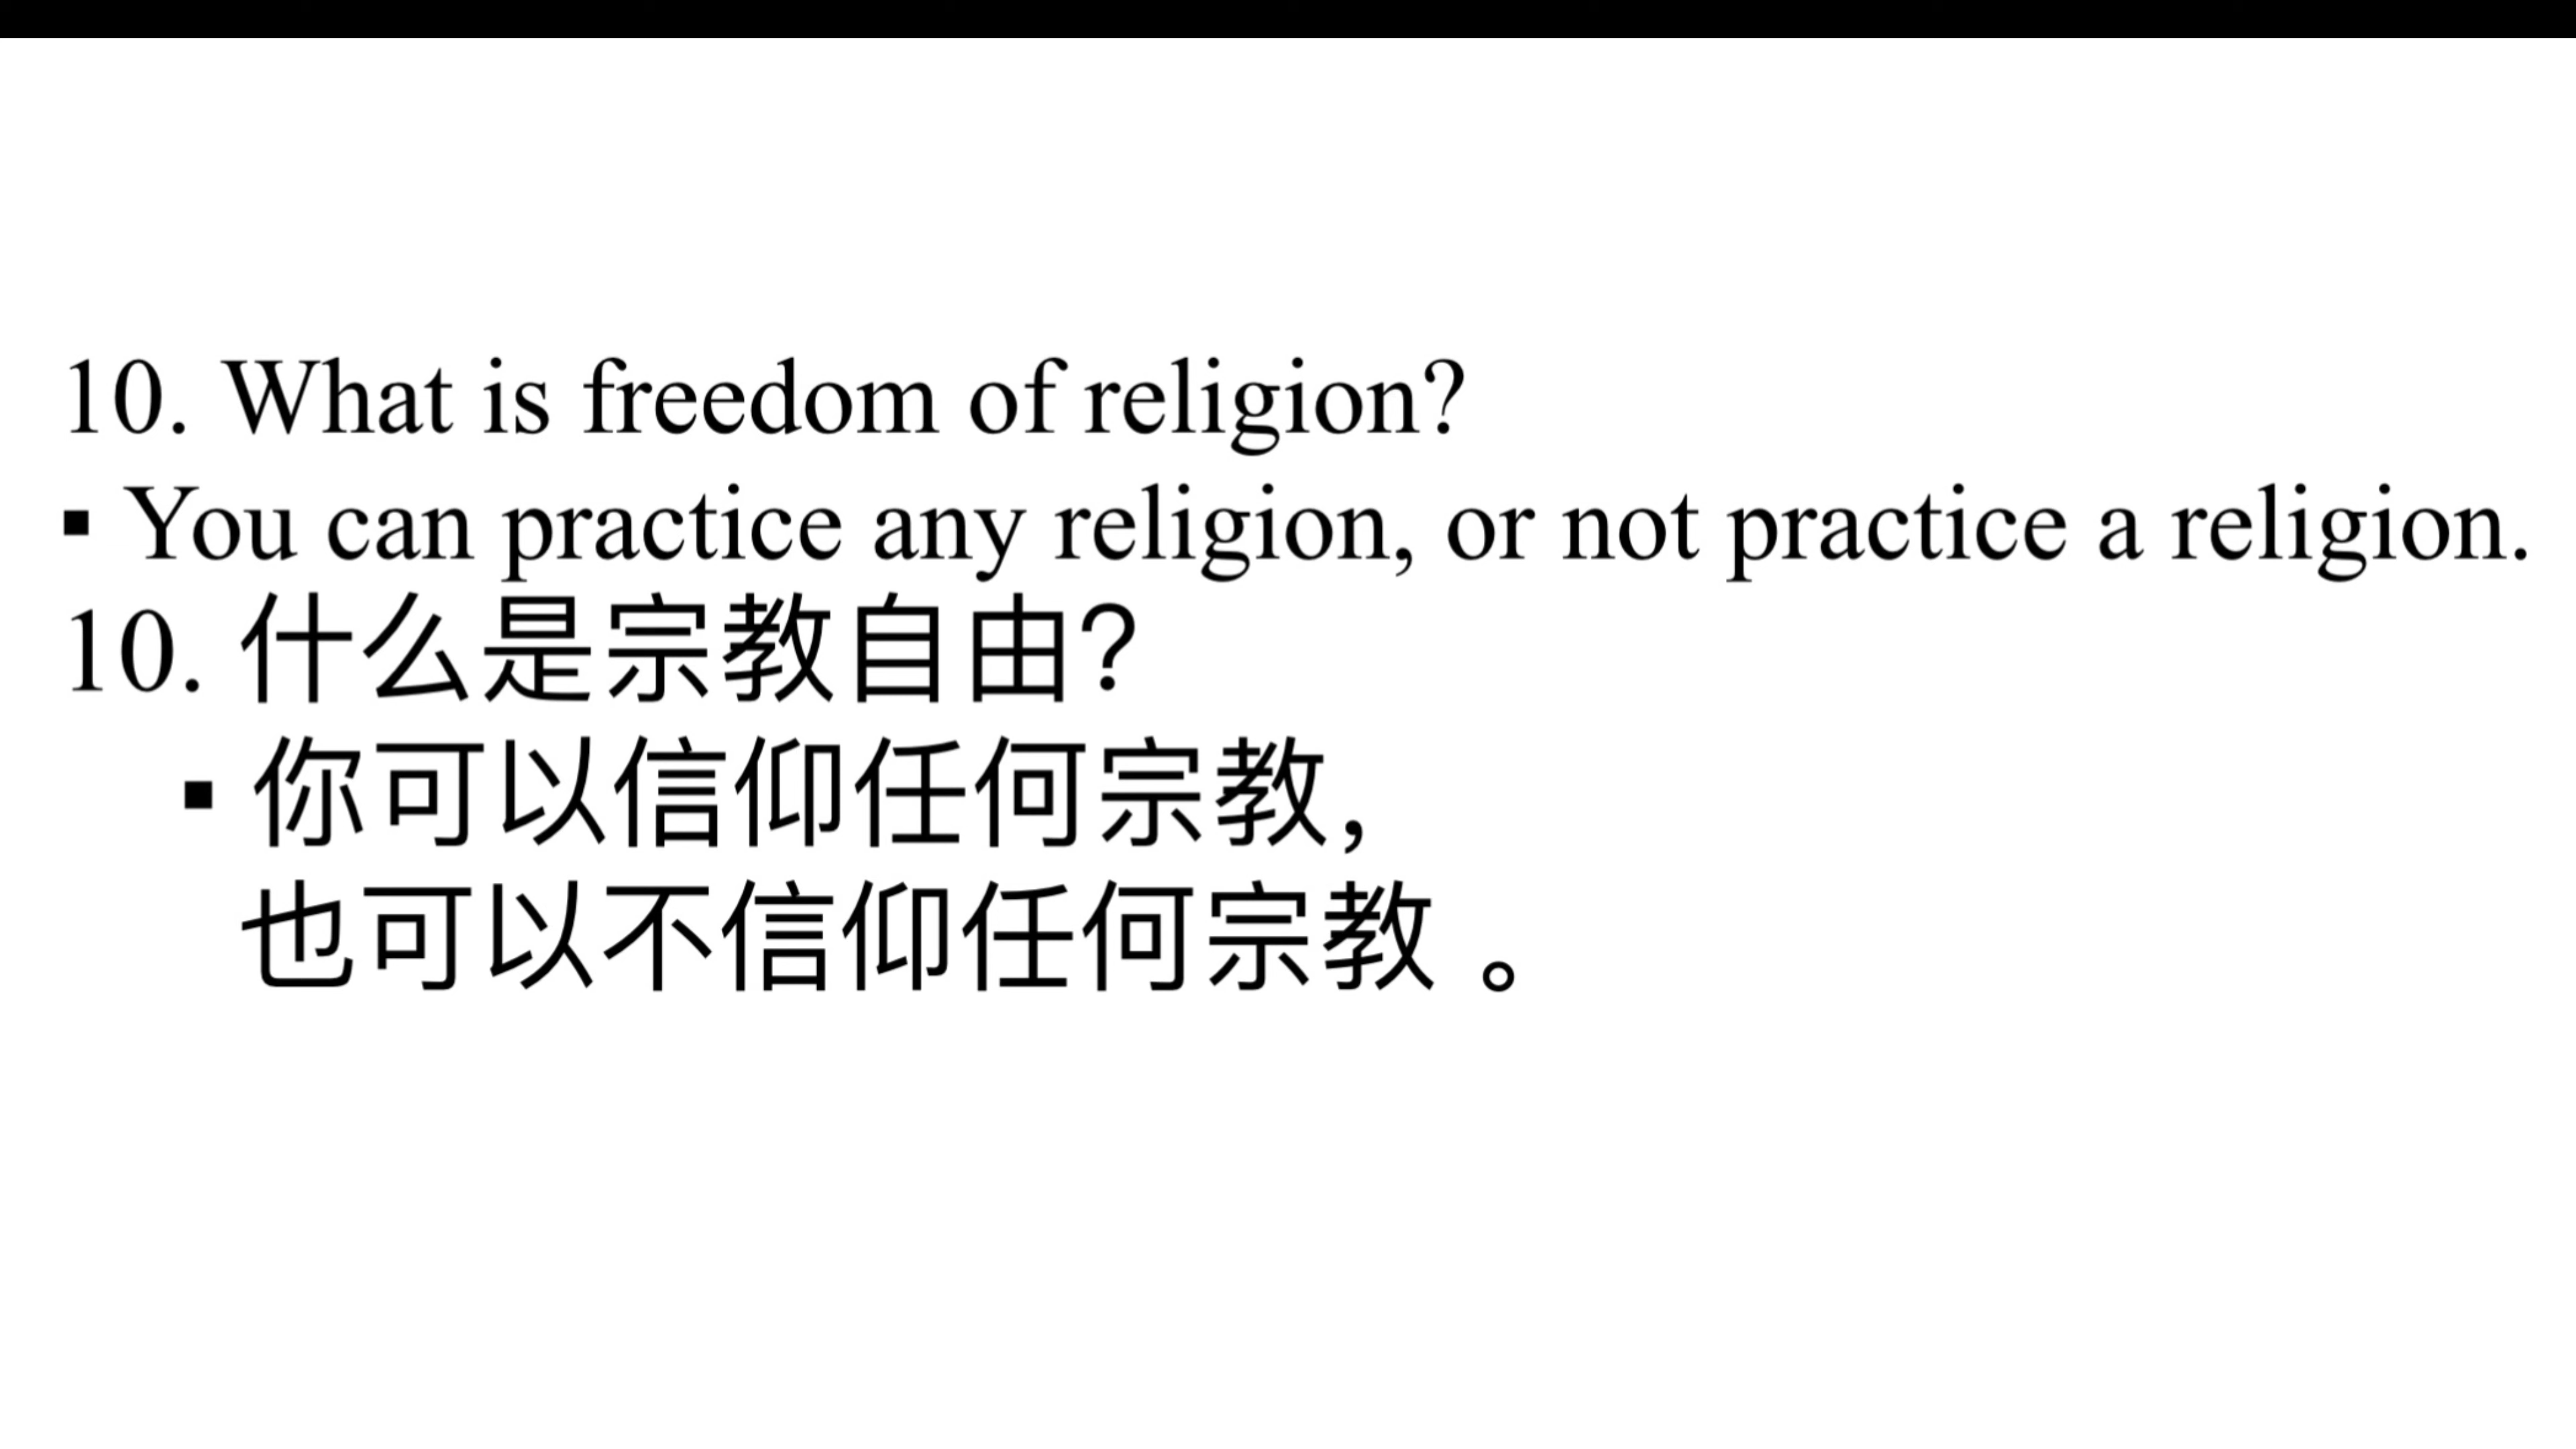 10. What is freedom of religion?
▪ You can practice any religion, or not practice a religion.
10. 什么是宗教自由?
▪ 你可以信仰任何宗教,
也可以不信仰任何宗教 。